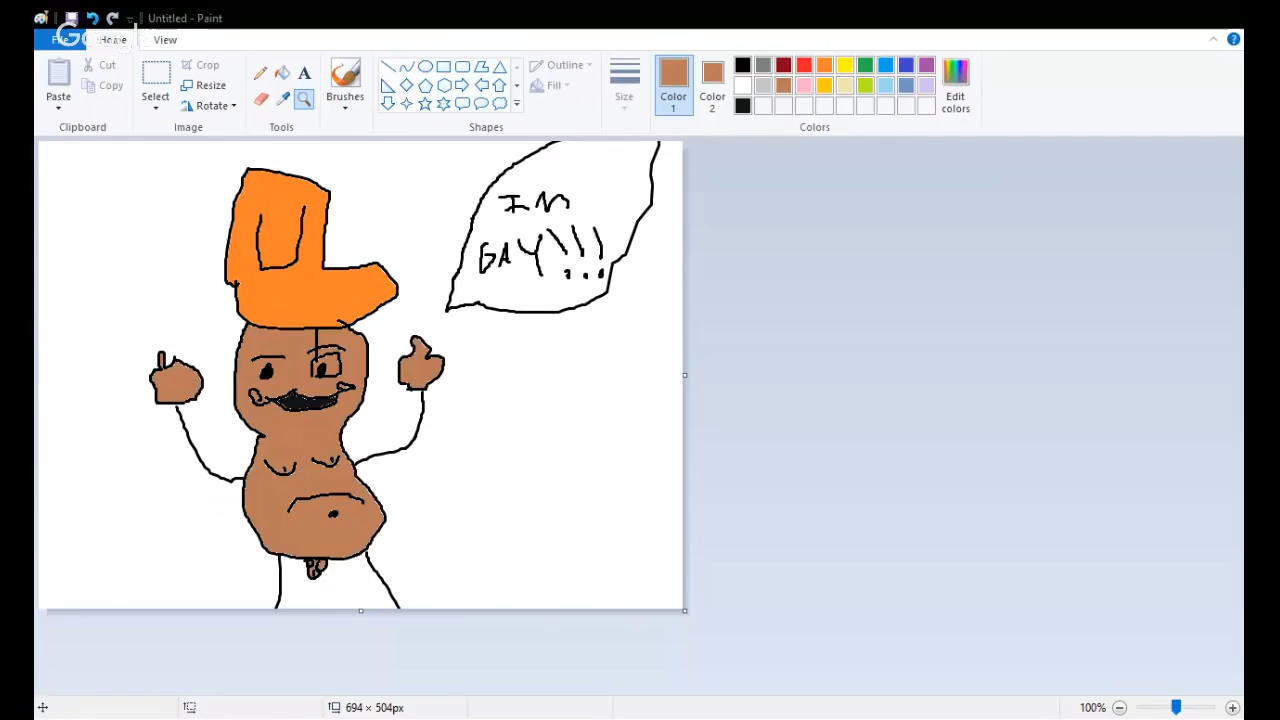 Untitled - Paint
Google
File
Home
View
Paste
Cut
Copy
Clipboard
Select
Crop
Resize
Rotate
Image
A
Tools
Brushes
Outline
Fill
Shapes
Size
Color
1
Color
2
Edit
colors
Colors
U
IM
GAY!!!
694 × 504px
100%